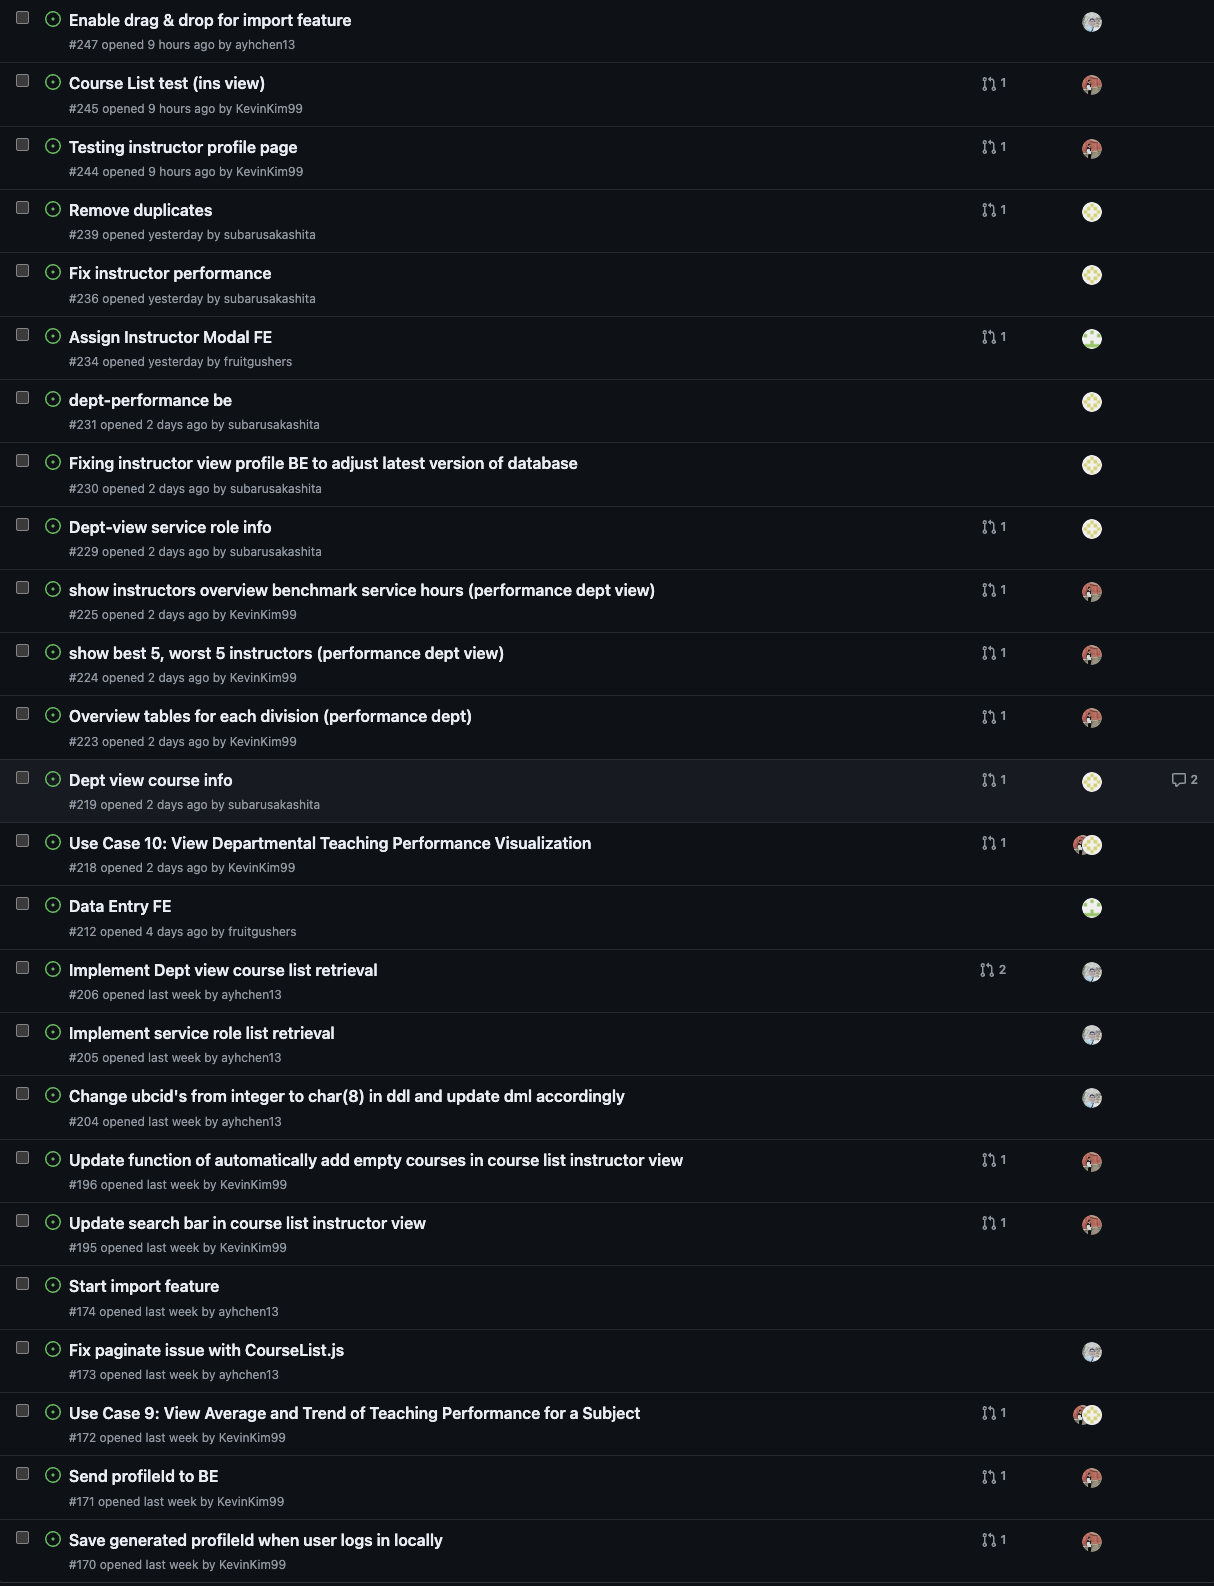 Enable drag & drop for import feature
#247 opened 9 hours ago by ayhchen13
Course List test (ins view)
1
#245 opened 9 hours ago by KevinKim99
Testing instructor profile page
1
#244 opened 9 hours ago by KevinKim99
Remove duplicates
1
#239 opened yesterday by subarusakashita
Fix instructor performance
#236 opened yesterday by subarusakashita
Assign Instructor Modal FE
1
#234 opened yesterday by fruitgushers
dept-performance be
#231 opened 2 days ago by subarusakashita
Fixing instructor view profile BE to adjust latest version of database
#230 opened 2 days ago by subarusakashita
Dept-view service role info
1
#229 opened 2 days ago by subarusakashita
show instructors overview benchmark service hours (performance dept view)
1
#225 opened 2 days ago by KevinKim99
show best 5, worst 5 instructors (performance dept view)
1
#224 opened 2 days ago by KevinKim99
Overview tables for each division (performance dept)
1
#223 opened 2 days ago by KevinKim99
Dept view course info
1
2
#219 opened 2 days ago by subarusakashita
Use Case 10: View Departmental Teaching Performance Visualization
1
#218 opened 2 days ago by KevinKim99
Data Entry FE
#212 opened 4 days ago by fruitgushers
Implement Dept view course list retrieval
2
#206 opened last week by ayhchen13
Implement service role list retrieval
#205 opened last week by ayhchen13
Change ubcid's from integer to char(8) in ddl and update dml accordingly
#204 opened last week by ayhchen13
Update function of automatically add empty courses in course list instructor view
1
#196 opened last week by KevinKim99
Update search bar in course list instructor view
1
#195 opened last week by KevinKim99
Start import feature
#174 opened last week by ayhchen13
Fix paginate issue with CourseList.js
#173 opened last week by ayhchen13
Use Case 9: View Average and Trend of Teaching Performance for a Subject
1
#172 opened last week by KevinKim99
Send profileId to BE
1
#171 opened last week by KevinKim99
Save generated profileId when user logs in locally
1
#170 opened last week by KevinKim99